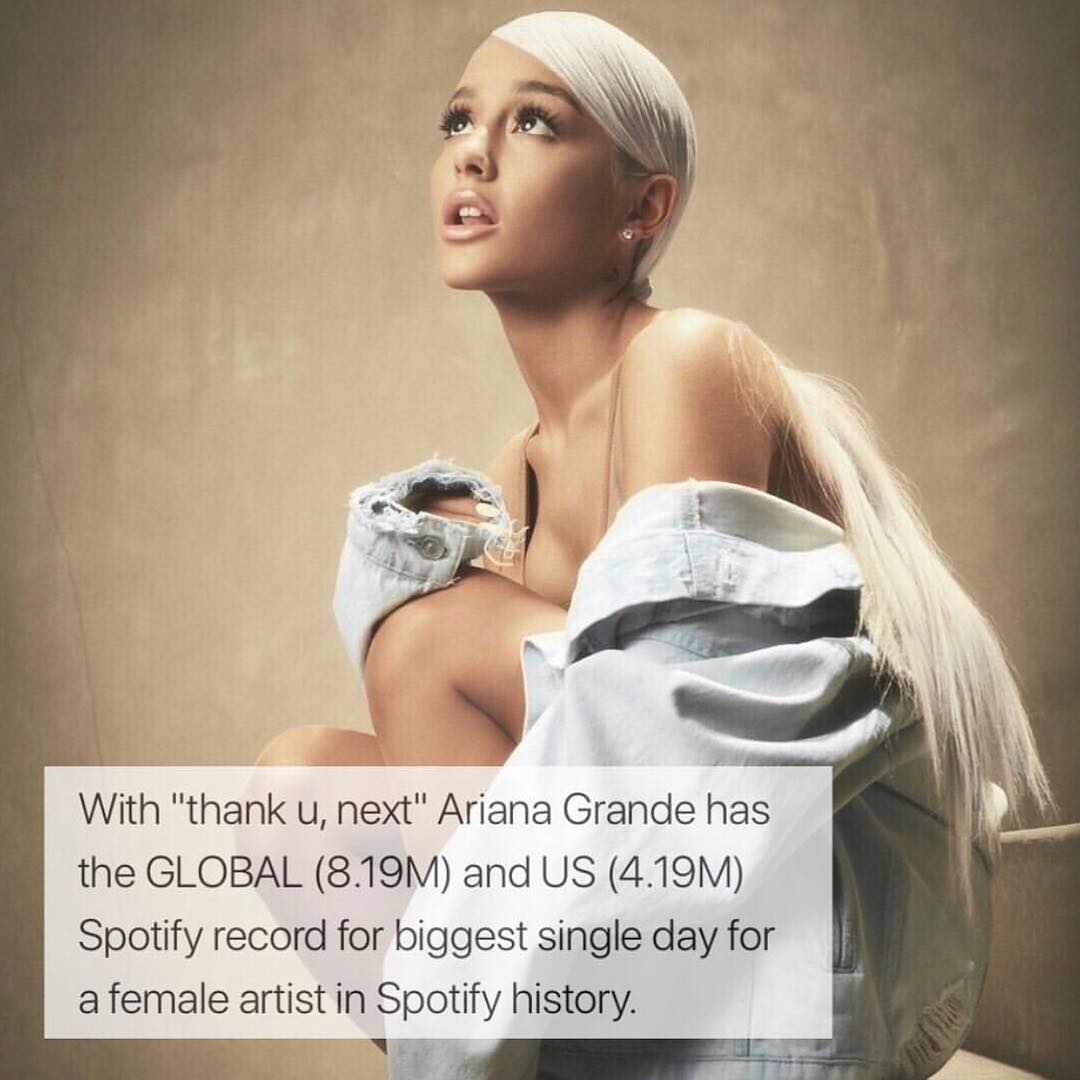 With "thank u, next" Ariana Grande has
the GLOBAL (8.19M) and US (4.19M)
Spotify record for biggest single day for
a female artist in Spotify history.